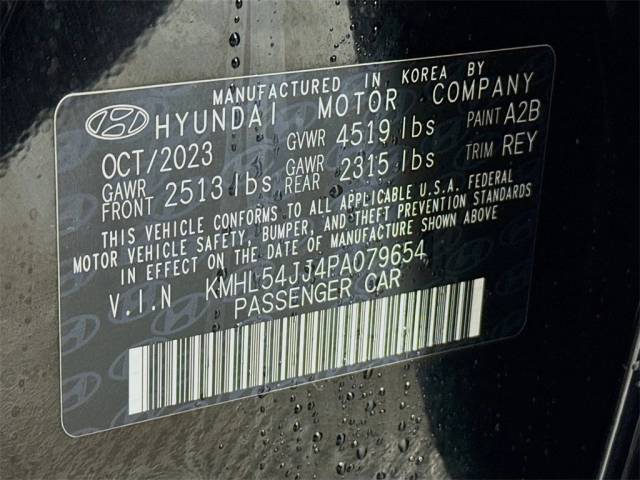 MANUFACTURED IN KOREA BY
HYUNDAI MOTOR COMPANY
OCT/2023 GVWR 4519 lbs PAINT A2B
GAWR FRONT 2513 lbs GAWR REAR 2315 lbs TRIM REY
THIS VEHICLE CONFORMS TO ALL APPLICABLE U.S.A. FEDERAL
MOTOR VEHICLE SAFETY, BUMPER, AND THEFT PREVENTION STANDARDS
IN EFFECT ON THE DATE OF MANUFACTURE SHOWN ABOVE
V.I.N KMHL54JJ4PA079654
PASSENGER CAR